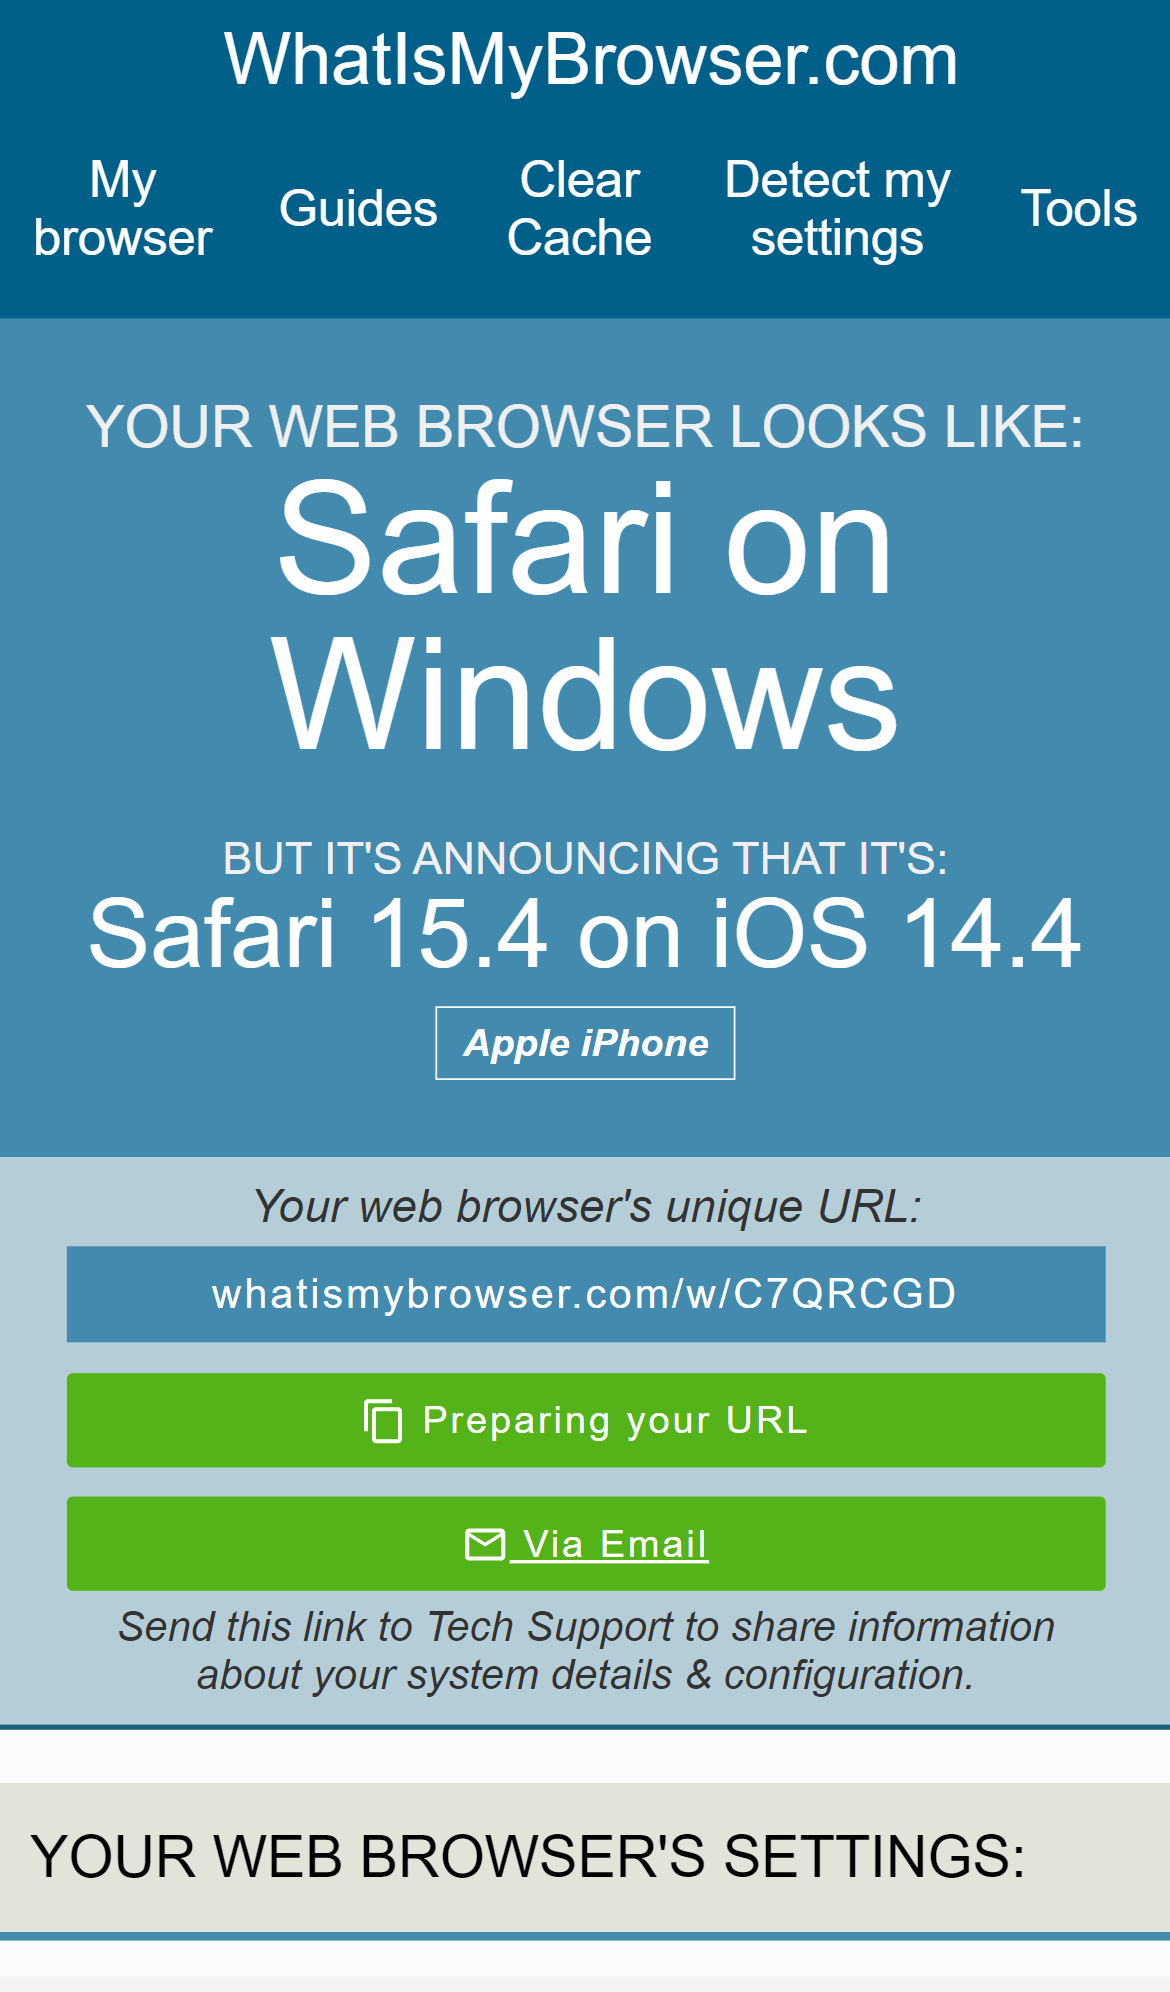 WhatIsMyBrowser.com
My browser
Guides
Clear Cache
Detect my settings
Tools
YOUR WEB BROWSER LOOKS LIKE:
Safari on
Windows
BUT IT'S ANNOUNCING THAT IT'S:
Safari 15.4 on iOS 14.4
Apple iPhone
Your web browser's unique URL:
whatismybrowser.com/w/C7QRCGD
Preparing your URL
Via Email
Send this link to Tech Support to share information
about your system details & configuration.
YOUR WEB BROWSER'S SETTINGS: